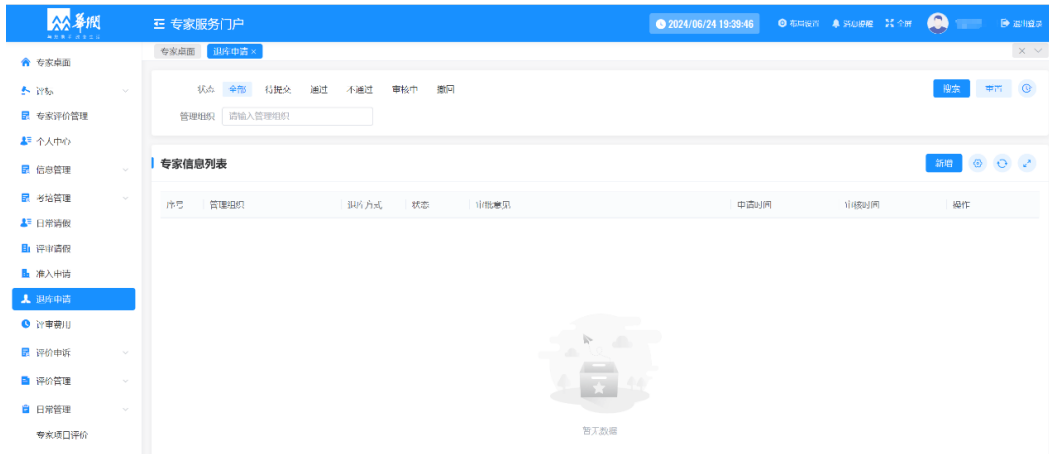 華潤
专家服务门户
2024/06/24 19:39:46
布局设置
消息提醒
全屏
退出登录
专家桌面
退库申请 ×
专家桌面
评标
专家评价管理
个人中心
信息管理
考培管理
日常请假
评审请假
准入申请
退库申请
评审费用
评价申诉
评价管理
日常管理
专家项目评价
状态 全部 待提交 通过 不通过 审核中 撤回
搜索 重置
管理组织 请输入管理组织
专家信息列表
新增
序号 管理组织 退库方式 状态 审批意见 申请时间 审核时间 操作
暂无数据